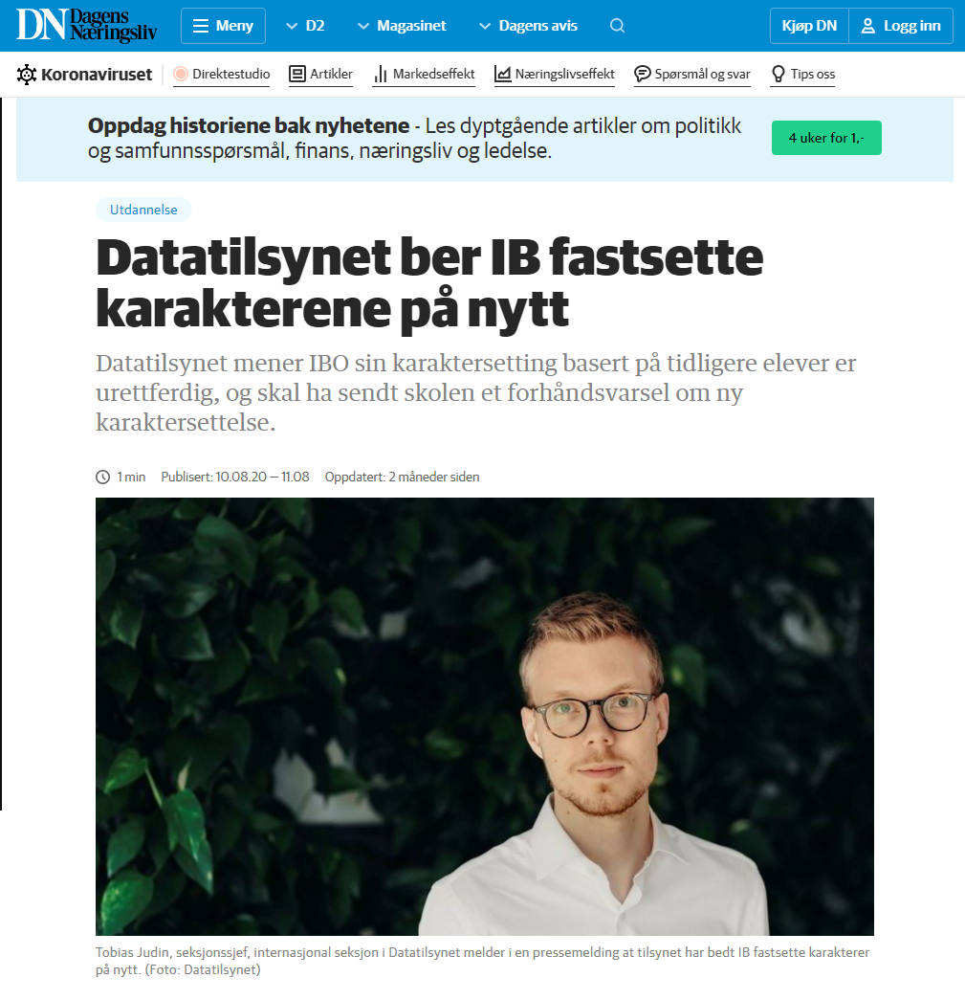 DN Dagens Næringsliv
Meny
D2
Magasinet
Dagens avis
Kjøp DN
Logg inn
Koronaviruset
Direktestudio
Artikler
Markedseffekt
Næringslivseffekt
Spørsmål og svar
Tips oss
Oppdag historiene bak nyhetene - Les dyptgående artikler om politikk
og samfunnsspørsmål, finans, næringsliv og ledelse.
4 uker for 1,-
Utdannelse
Datatilsynet ber IB fastsette
karakterene på nytt
Datatilsynet mener IBO sin karaktersetting basert på tidligere elever er
urettferdig, og skal ha sendt skolen et forhåndsvarsel om ny
karaktersettelse.
1 min Publisert: 10.08.20 — 11.08 Oppdatert: 2 måneder siden
Tobias Judin, seksjonssjef, internasjonal seksjon i Datatilsynet melder i en pressemelding at tilsynet har bedt IB fastsette karakterer
på nytt. (Foto: Datatilsynet)